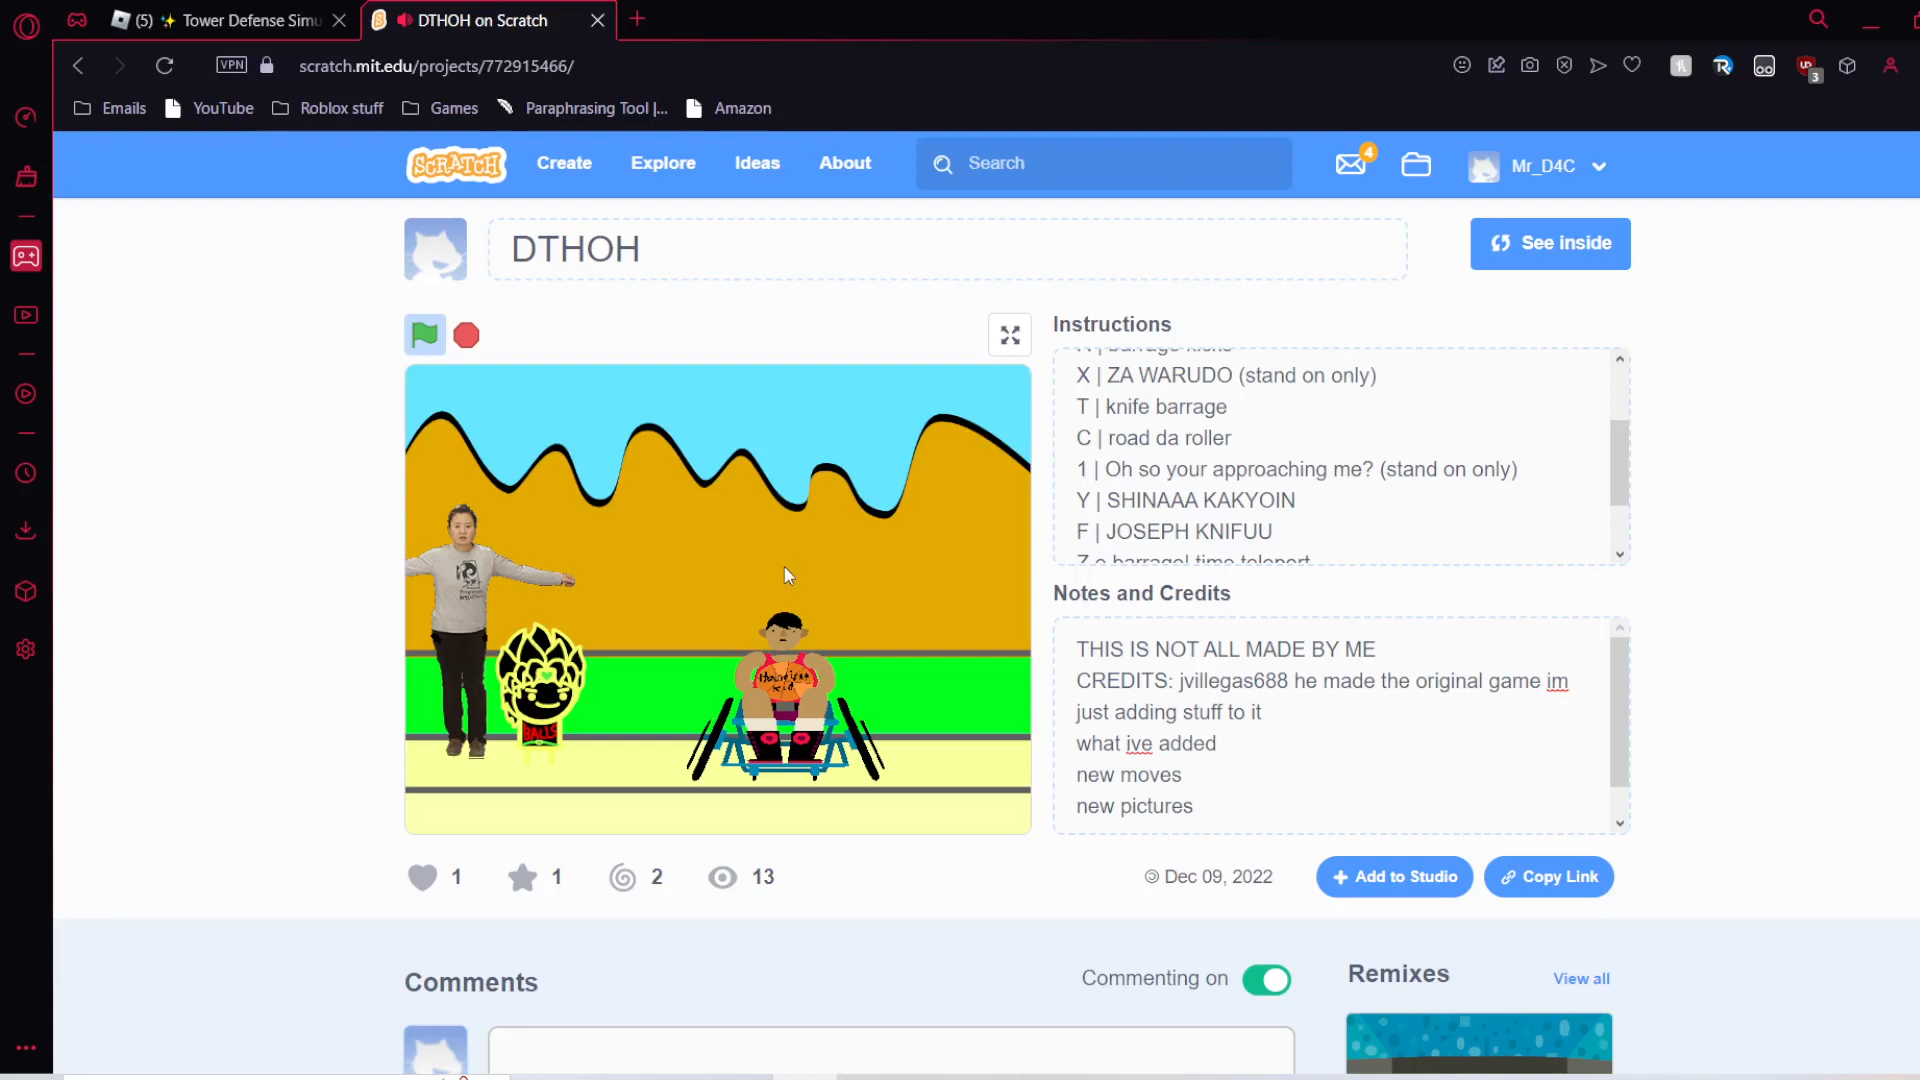 (5) ✨ Tower Defense Simu
DTHOH on Scratch
VPN
scratch.mit.edu/projects/772915466/
3
Emails
YouTube
Roblox stuff
Games
Paraphrasing Tool |...
Amazon
SCRATCH
Create
Explore
Ideas
About
Search
4
Mr_D4C
DTHOH
See inside
Instructions
X | ZA WARUDO (stand on only)
T | knife barrage
C | road da roller
1 | Oh so your approaching me? (stand on only)
Y | SHINAAA KAKYOIN
F | JOSEPH KNIFUU
BALLS
Notes and Credits
THIS IS NOT ALL MADE BY ME
CREDITS: jvillegas688 he made the original game im
just adding stuff to it
what ive added
new moves
new pictures
1
1
2
13
Dec 09, 2022
Add to Studio
Copy Link
Comments
Commenting on
Remixes
View all